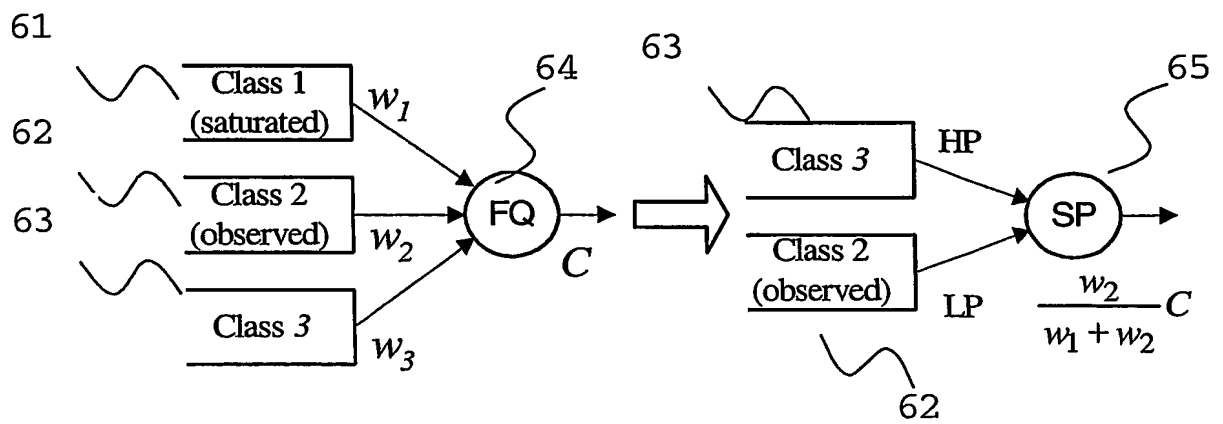 61
Class 1
(saturated)
w1
64
62
Class 2
(observed)
w2
FQ
C
63
Class 3
w3
63
Class 3
HP
65
SP
Class 2
(observed)
LP
w2
w1 + w2
C
62